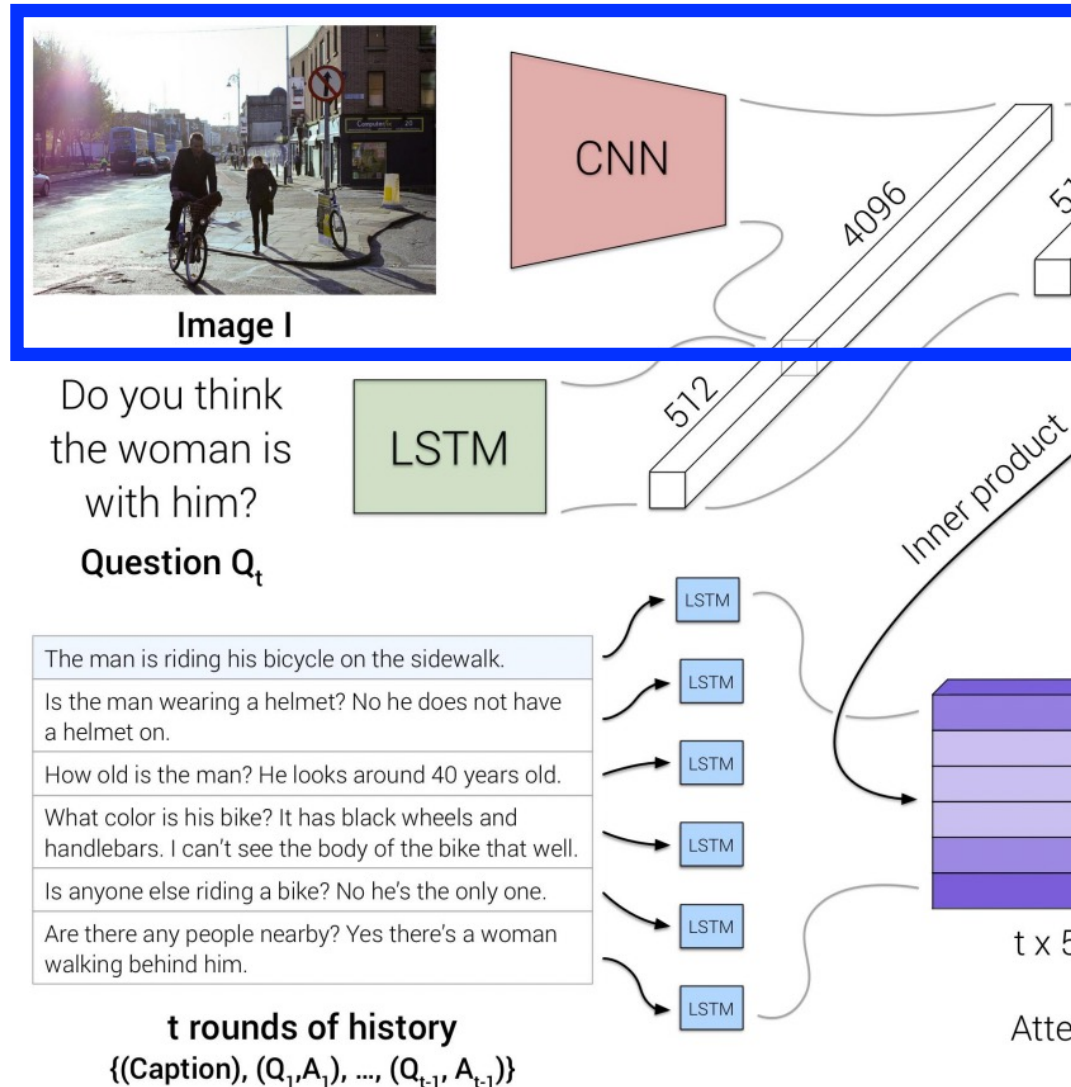 Image I
CNN
4096
51
Do you think
the woman is
with him?
Question Qt
LSTM
512
Inner product
The man is riding his bicycle on the sidewalk.
Is the man wearing a helmet? No he does not have
a helmet on.
How old is the man? He looks around 40 years old.
What color is his bike? It has black wheels and
handlebars. I can't see the body of the bike that well.
Is anyone else riding a bike? No he's the only one.
Are there any people nearby? Yes there's a woman
walking behind him.
LSTM
LSTM
LSTM
LSTM
LSTM
LSTM
t x 5
Atte
t rounds of history
{(Caption), (Q1,A1), ..., (Qt-1, At-1)}